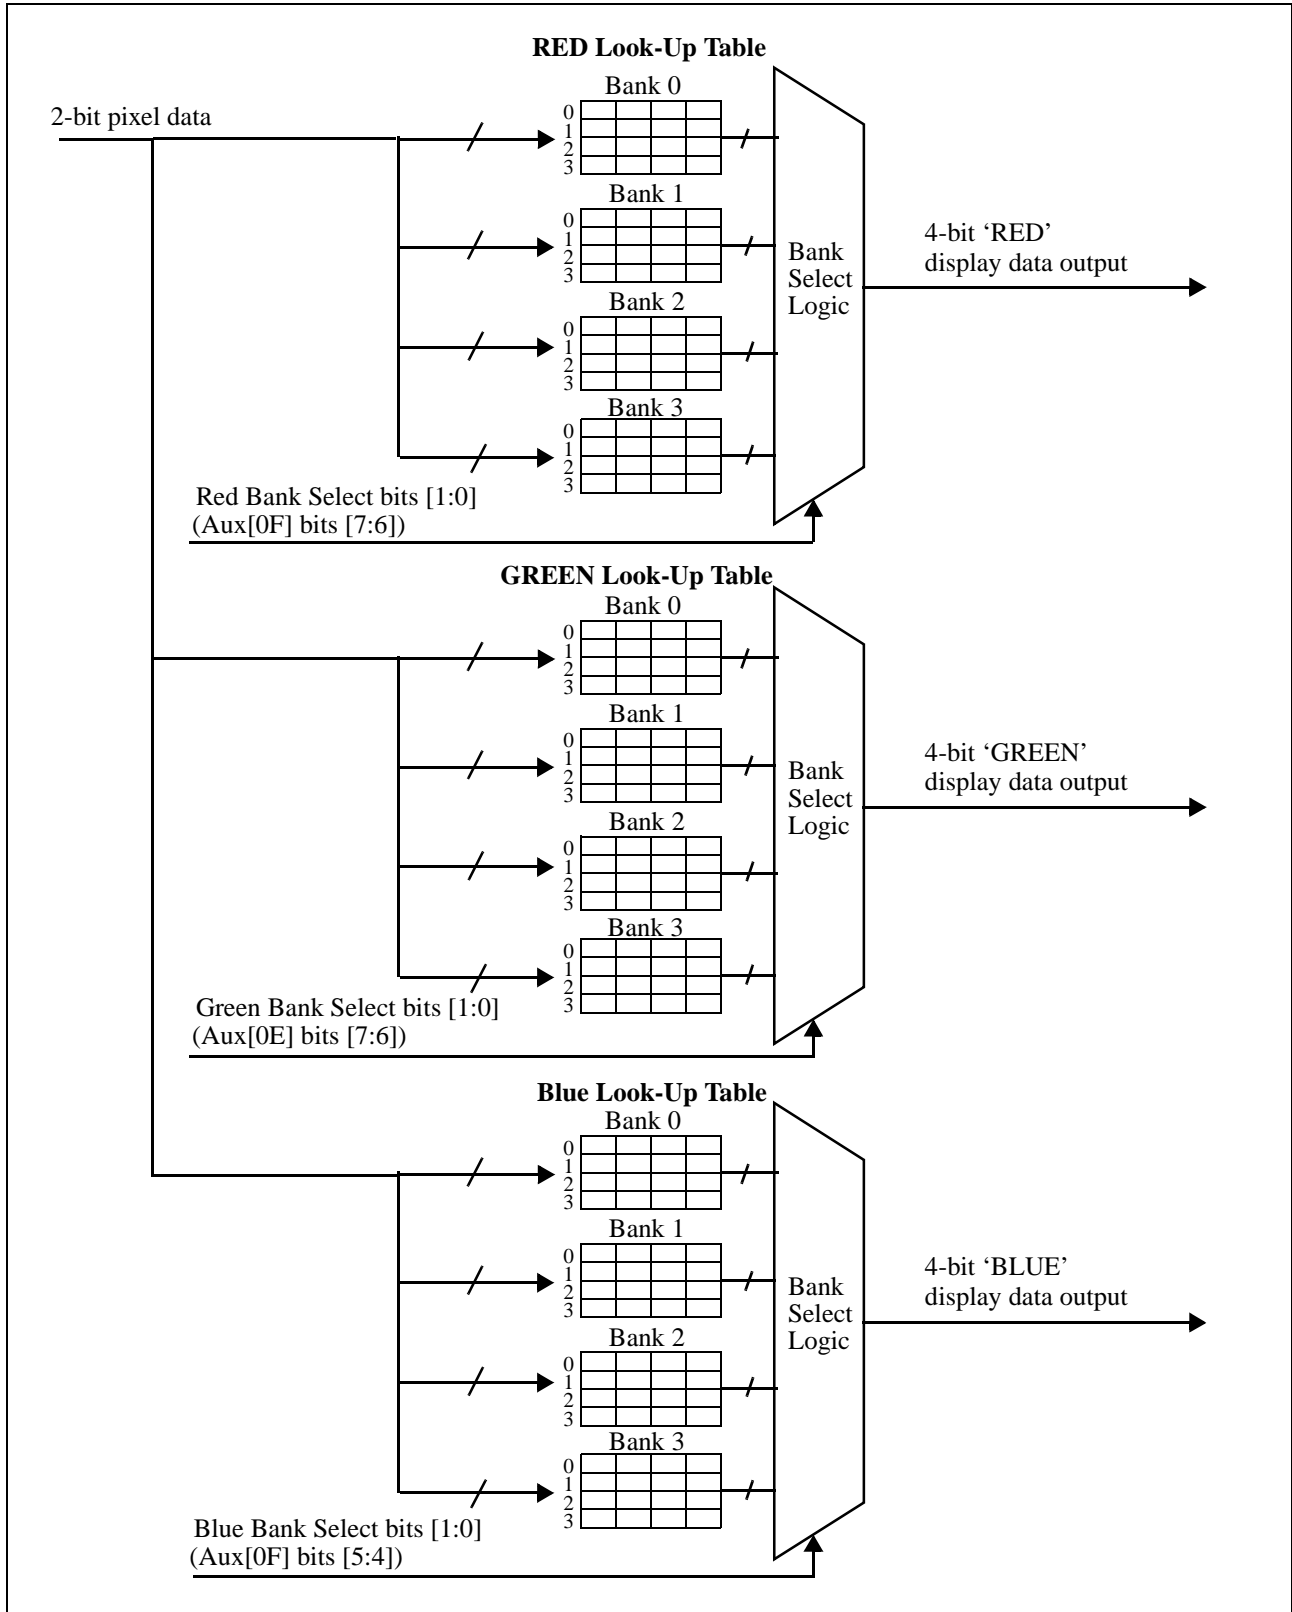 RED Look-Up Table
Bank 0
2-bit pixel data
0
1
2
3
Bank 1
0
1
2
3
4-bit ‘RED’
display data output
Bank
Select
Logic
Bank 2
0
1
2
3
Bank 3
0
1
2
3
Red Bank Select bits [1:0]
(Aux[0F] bits [7:6])
GREEN Look-Up Table
Bank 0
0
1
2
3
Bank 1
0
1
2
3
4-bit ‘GREEN’
display data output
Bank
Select
Logic
Bank 2
0
1
2
3
Bank 3
0
1
2
3
Green Bank Select bits [1:0]
(Aux[0E] bits [7:6])
Blue Look-Up Table
Bank 0
0
1
2
3
Bank 1
0
1
2
3
4-bit ‘BLUE’
display data output
Bank
Select
Logic
Bank 2
0
1
2
3
Bank 3
0
1
2
3
Blue Bank Select bits [1:0]
(Aux[0F] bits [5:4])